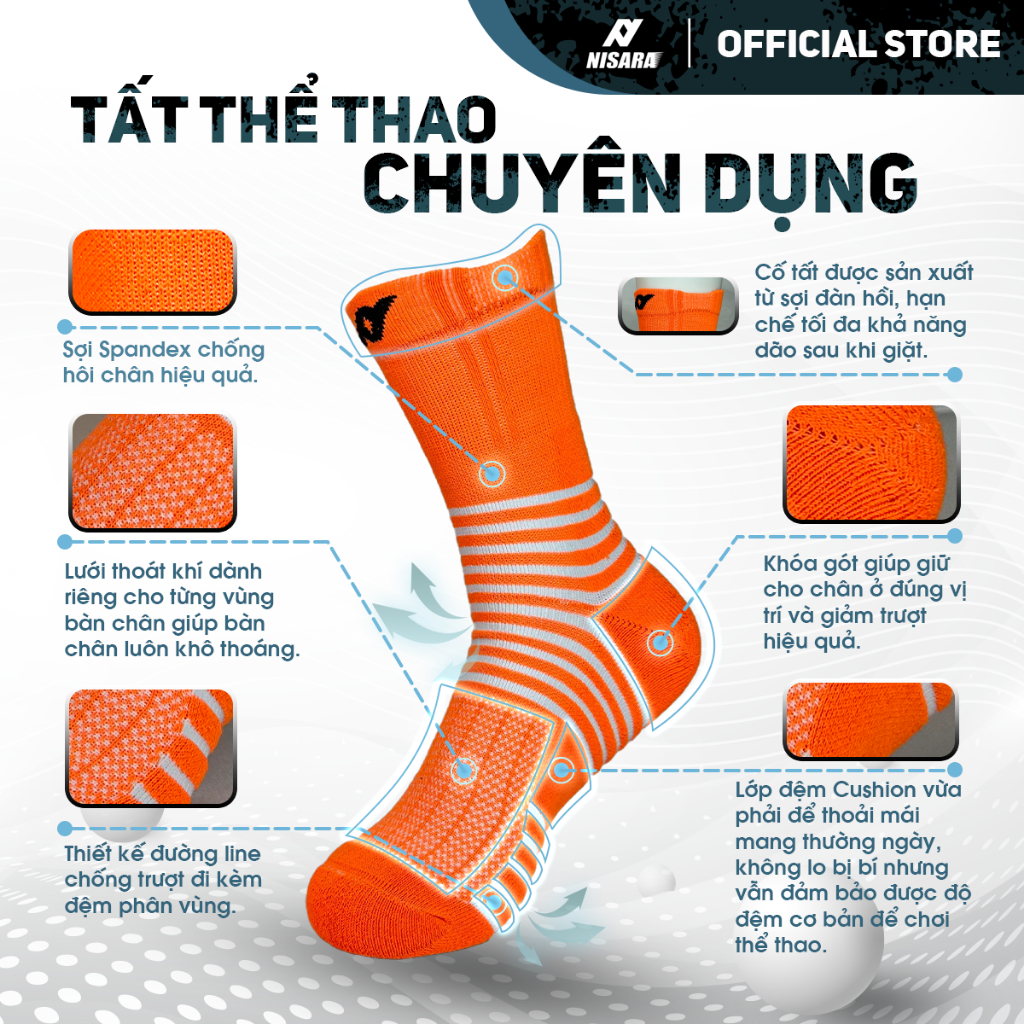 NISARA
OFFICIAL STORE
TẤT THỂ THAO
CHUYÊN DỤNG
Sợi Spandex chống
hôi chân hiệu quả.
Cổ tất được sản xuất
từ sợi đàn hồi, hạn
chế tối đa khả năng
dão sau khi giặt.
Lưới thoát khí dành
riêng cho từng vùng
bàn chân giúp bàn
chân luôn khô thoáng.
Khóa gót giúp giữ
cho chân ở đúng vị
trí và giảm trượt
hiệu quả.
Thiết kế đường line
chống trượt đi kèm
đệm phân vùng.
Lớp đệm Cushion vừa
phải để thoải mái
mang thường ngày,
không lo bị bí nhưng
vẫn đảm bảo được độ
đệm cơ bản để chơi
thể thao.